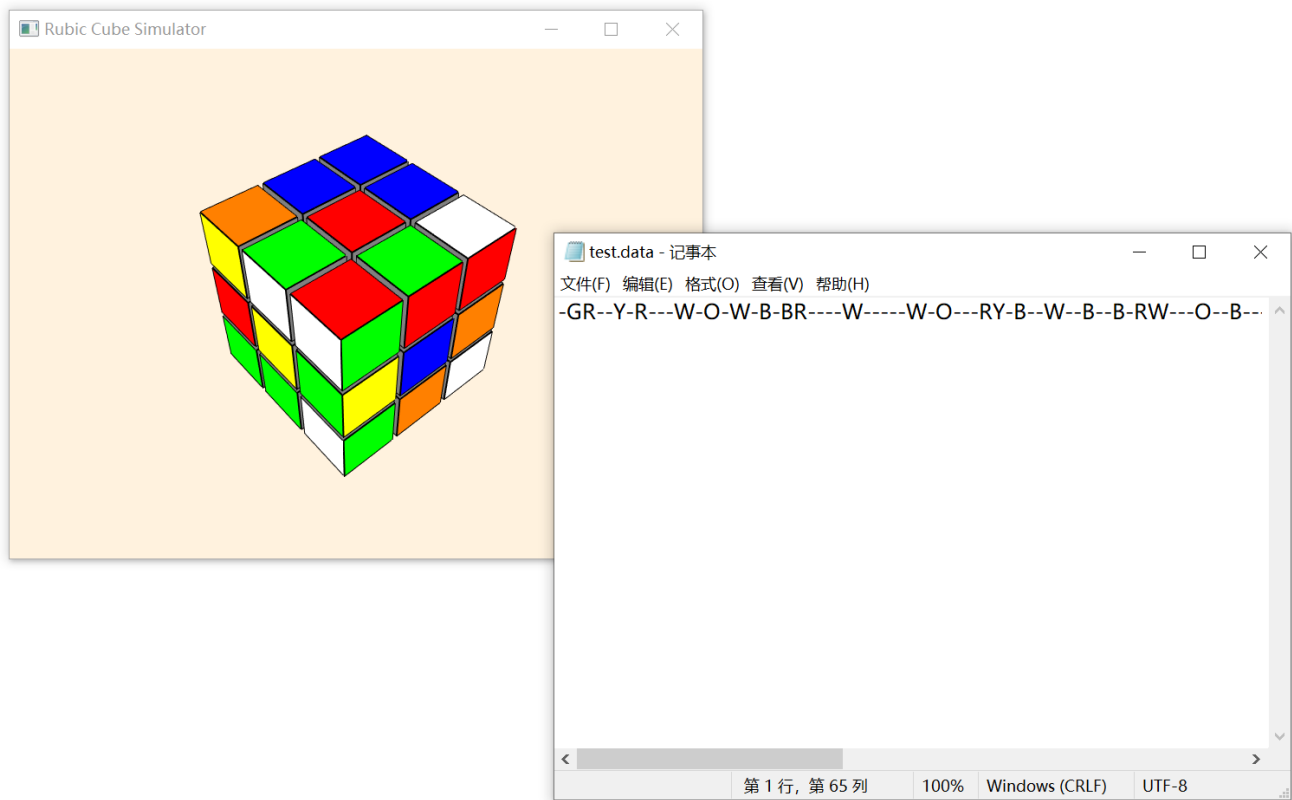 Rubic Cube Simulator
test.data - 记事本
文件(F) 编辑(E) 格式(O) 查看(V) 帮助(H)
-GR--Y-R---W-O-W-B-BR----W-----W-O---RY-B--W--B--B-RW---O--B---
第 1 行，第 65 列 100% Windows (CRLF) UTF-8